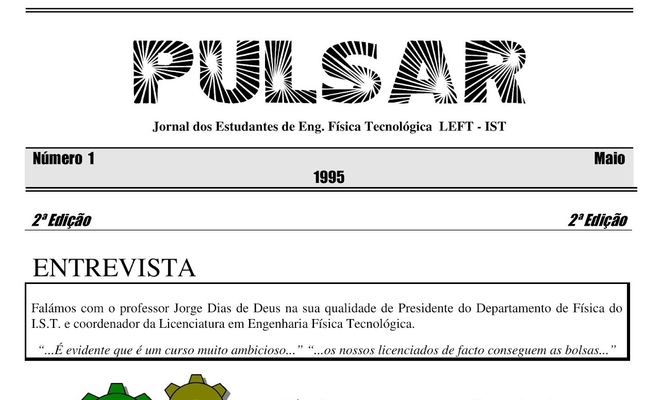 PULSAR
Jornal dos Estudantes de Eng. Física Tecnológica LEFT - IST
Número 1 Maio
1995
2ª Edição 2ª Edição
ENTREVISTA
Falámos com o professor Jorge Dias de Deus na sua qualidade de Presidente do Departamento de Física do
I.S.T. e coordenador da Licenciatura em Engenharia Física Tecnológica.
“...É evidente que é um curso muito ambicioso...” “...os nossos licenciados de facto conseguem as bolsas...”